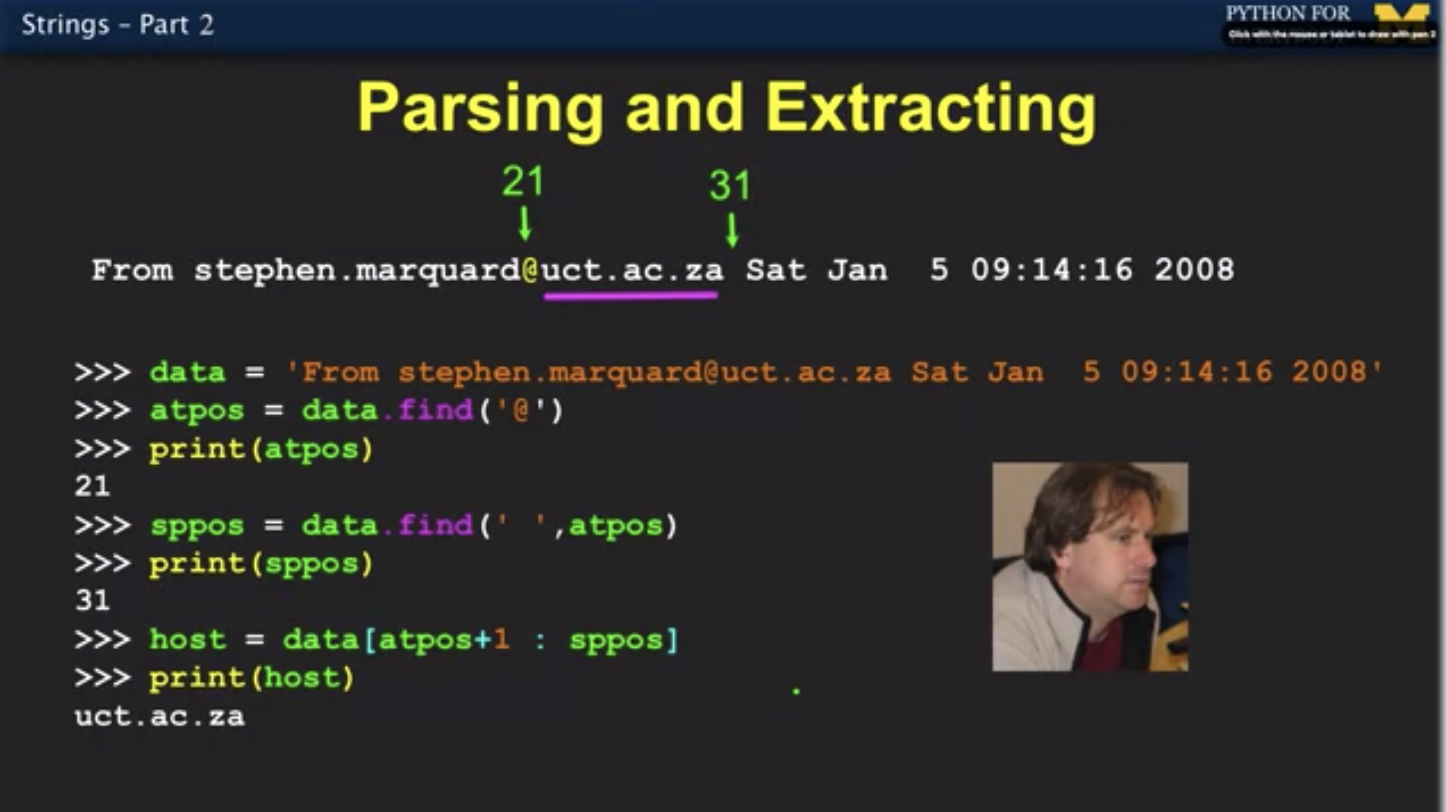 Strings – Part 2
PYTHON FOR
Click with the mouse or tablet to draw with pen 2
Parsing and Extracting
21 31
From stephen.marquard@uct.ac.za Sat Jan  5 09:14:16 2008
>>> data = 'From stephen.marquard@uct.ac.za Sat Jan  5 09:14:16 2008'
>>> atpos = data.find('@')
>>> print(atpos)
21
>>> sppos = data.find(' ',atpos)
>>> print(sppos)
31
>>> host = data[atpos+1 : sppos]
>>> print(host)
uct.ac.za